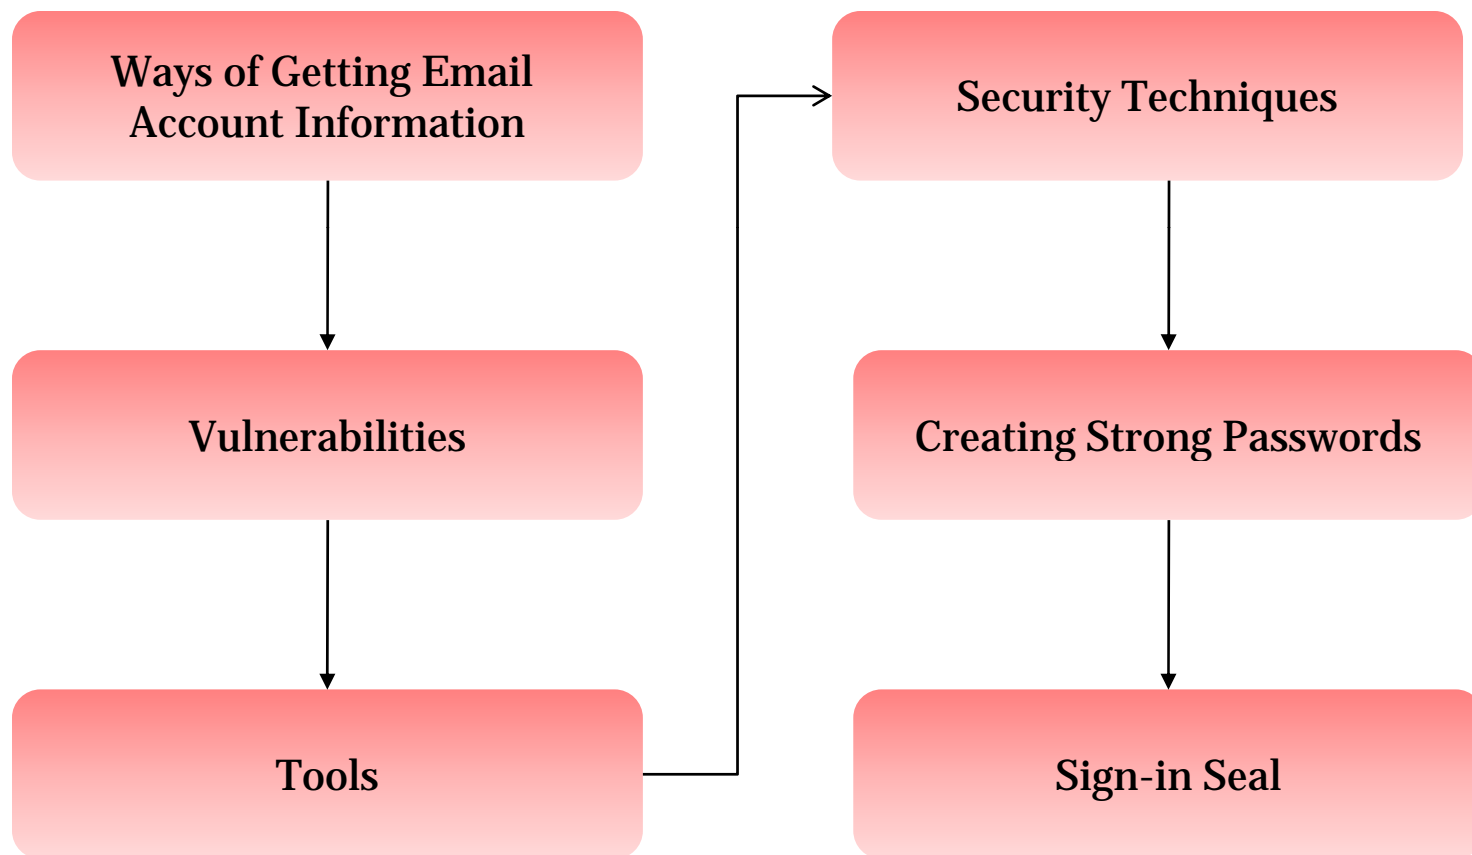 Ways of Getting Email
Account Information
Vulnerabilities
Tools
Security Techniques
Creating Strong Passwords
Sign-in Seal